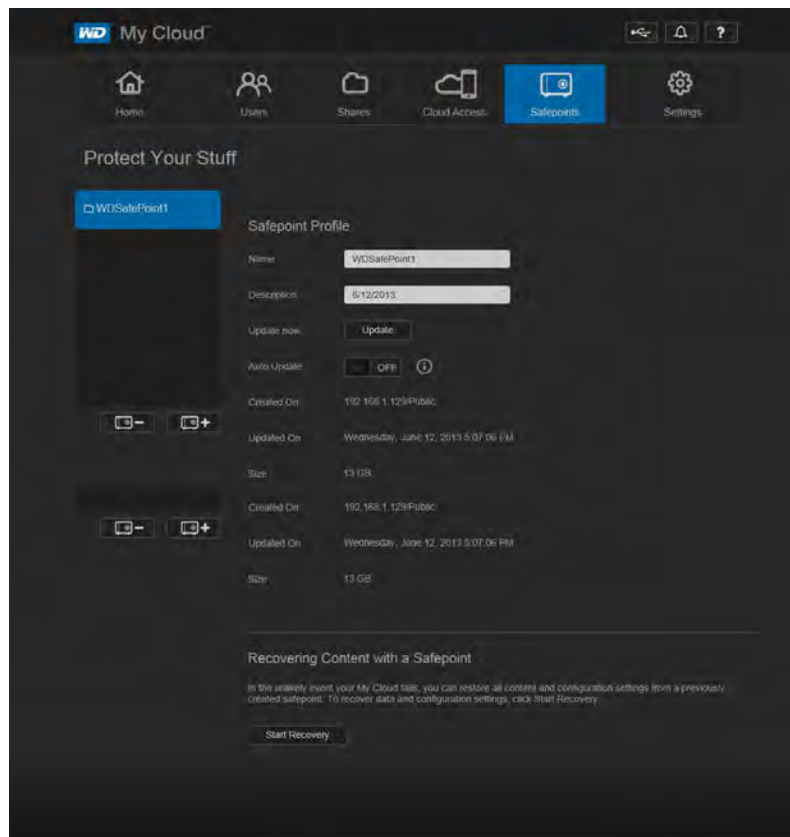 WD My Cloud™
?
Home Users Shares Cloud Access Safepoints Settings
Protect Your Stuff
WDSafePoint1
Safepoint Profile
Name WDSafePoint1
Description 6/12/2013
Update now Update
Auto Update OFF
Created On 192.168.1.129/Public
Updated On Wednesday, June 12, 2013 5:07:06 PM
Size 13 GB
Created On 192.168.1.129/Public
Updated On Wednesday, June 12, 2013 5:07:06 PM
Size 13 GB
Recovering Content with a Safepoint
In the unlikely event your My Cloud fails, you can restore all content and configuration settings from a previously
created safepoint. To recover data and configuration settings, click Start Recovery.
Start Recovery